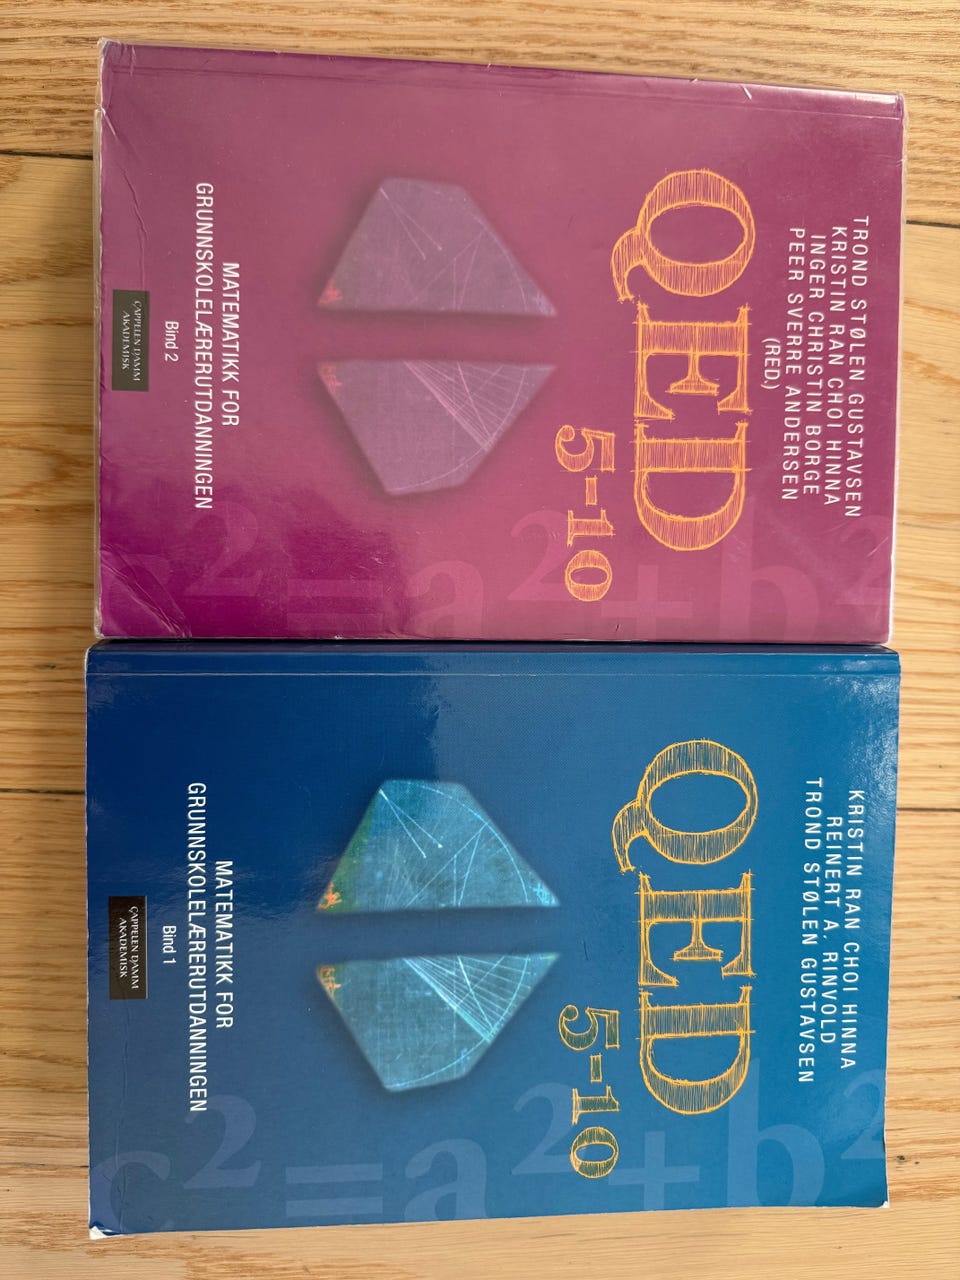 TROND STØLEN GUSTAVSEN
KRISTIN RAN CHOI HINNA
INGER CHRISTIN BORGE
PEER SVERRE ANDERSEN
(RED.)
QED
5-10
MATEMATIKK FOR
GRUNNSKOLELÆRERUTDANNINGEN
Bind 2
CAPPELEN DAMM
AKADEMISK
c²=a²+b²
KRISTIN RAN CHOI HINNA
REINERT A. RINVOLD
TROND STØLEN GUSTAVSEN
QED
5-10
MATEMATIKK FOR
GRUNNSKOLELÆRERUTDANNINGEN
Bind 1
CAPPELEN DAMM
AKADEMISK
c²=a²+b²